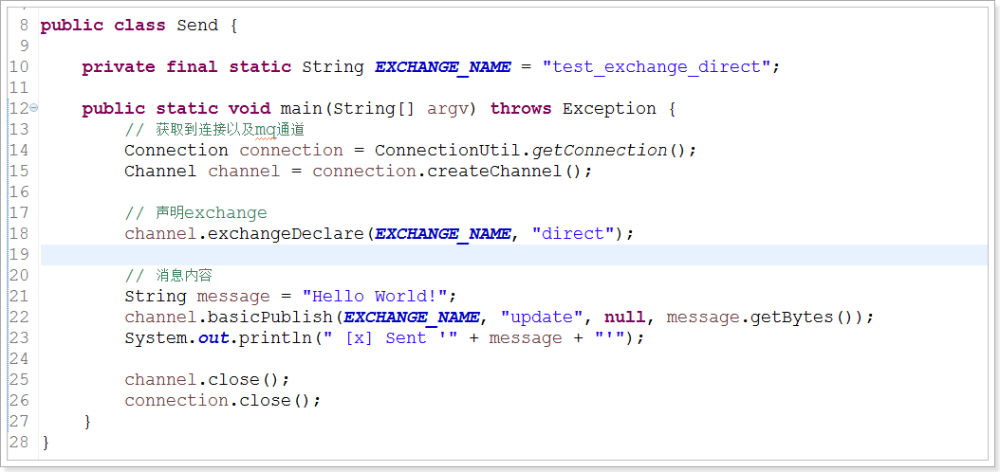 8 public class Send {
9
10     private final static String EXCHANGE_NAME = "test_exchange_direct";
11
12     public static void main(String[] argv) throws Exception {
13         // 获取到连接以及mq通道
14         Connection connection = ConnectionUtil.getConnection();
15         Channel channel = connection.createChannel();
16
17         // 声明exchange
18         channel.exchangeDeclare(EXCHANGE_NAME, "direct");
19
20         // 消息内容
21         String message = "Hello World!";
22         channel.basicPublish(EXCHANGE_NAME, "update", null, message.getBytes());
23         System.out.println(" [x] Sent '" + message + "'");
24
25         channel.close();
26         connection.close();
27     }
28 }